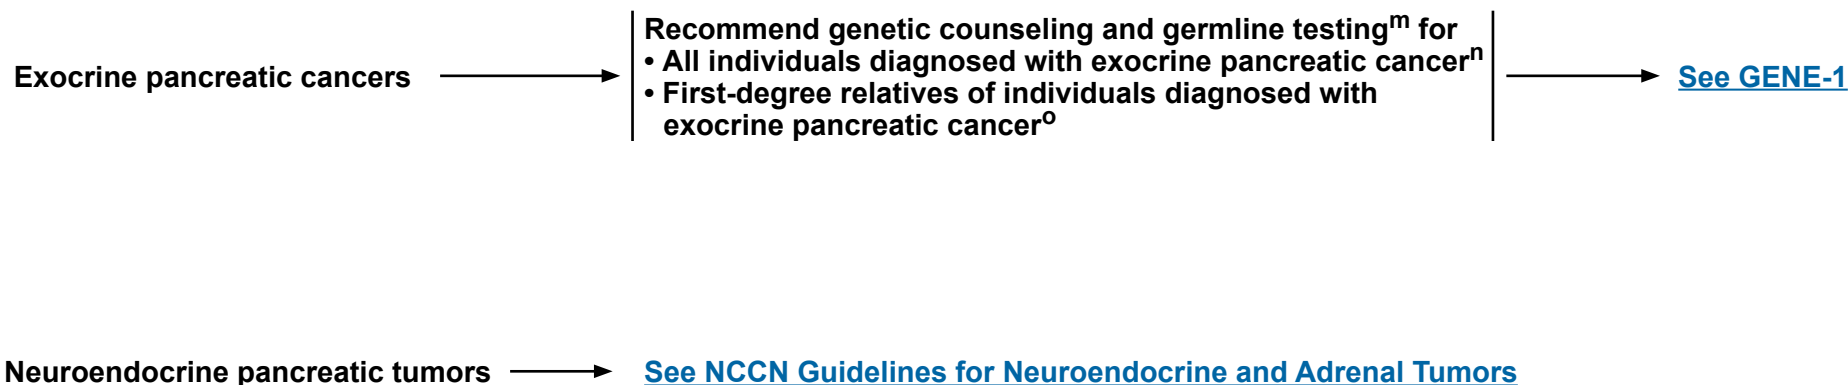 Recommend genetic counseling and germline testingᵐ for
• All individuals diagnosed with exocrine pancreatic cancerⁿ
Exocrine pancreatic cancers
See GENE-1
• First-degree relatives of individuals diagnosed with
exocrine pancreatic cancerᵒ
Neuroendocrine pancreatic tumors
See NCCN Guidelines for Neuroendocrine and Adrenal Tumors